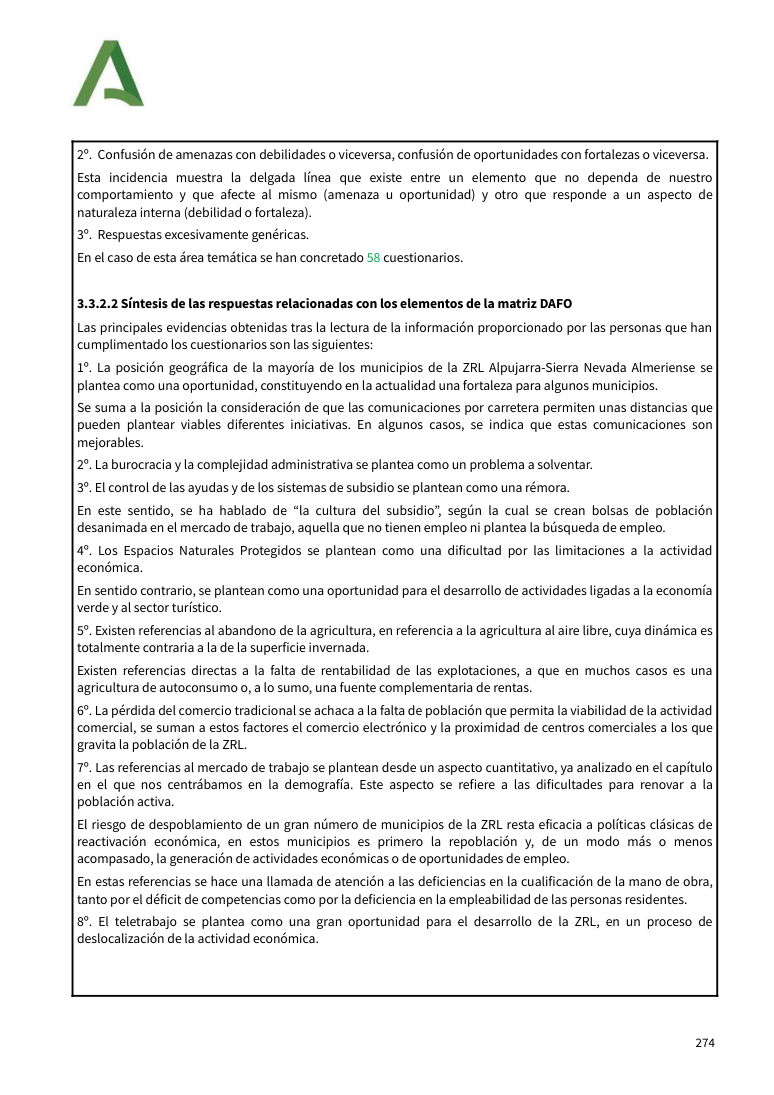 2º. Confusión de amenazas con debilidades o viceversa, confusión de oportunidades con fortalezas o viceversa.
Esta incidencia muestra la delgada línea que existe entre un elemento que no dependa de nuestro
comportamiento y que afecte al mismo (amenaza u oportunidad) y otro que responde a un aspecto de
naturaleza interna (debilidad o fortaleza).
3º. Respuestas excesivamente genéricas.
En el caso de esta área temática se han concretado 58 cuestionarios.
3.3.2.2 Síntesis de las respuestas relacionadas con los elementos de la matriz DAFO
Las principales evidencias obtenidas tras la lectura de la información proporcionado por las personas que han
cumplimentado los cuestionarios son las siguientes:
1º. La posición geográfica de la mayoría de los municipios de la ZRL Alpujarra-Sierra Nevada Almeriense se
plantea como una oportunidad, constituyendo en la actualidad una fortaleza para algunos municipios.
Se suma a la posición la consideración de que las comunicaciones por carretera permiten unas distancias que
pueden plantear viables diferentes iniciativas. En algunos casos, se indica que estas comunicaciones son
mejorables.
2º. La burocracia y la complejidad administrativa se plantea como un problema a solventar.
3º. El control de las ayudas y de los sistemas de subsidio se plantean como una rémora.
En este sentido, se ha hablado de “la cultura del subsidio”, según la cual se crean bolsas de población
desanimada en el mercado de trabajo, aquella que no tienen empleo ni plantea la búsqueda de empleo.
4º. Los Espacios Naturales Protegidos se plantean como una dificultad por las limitaciones a la actividad
económica.
En sentido contrario, se plantean como una oportunidad para el desarrollo de actividades ligadas a la economía
verde y al sector turístico.
5º. Existen referencias al abandono de la agricultura, en referencia a la agricultura al aire libre, cuya dinámica es
totalmente contraria a la de la superficie invernada.
Existen referencias directas a la falta de rentabilidad de las explotaciones, a que en muchos casos es una
agricultura de autoconsumo o, a lo sumo, una fuente complementaria de rentas.
6º. La pérdida del comercio tradicional se achaca a la falta de población que permita la viabilidad de la actividad
comercial, se suman a estos factores el comercio electrónico y la proximidad de centros comerciales a los que
gravita la población de la ZRL.
7º. Las referencias al mercado de trabajo se plantean desde un aspecto cuantitativo, ya analizado en el capítulo
en el que nos centrábamos en la demografía. Este aspecto se refiere a las dificultades para renovar a la
población activa.
El riesgo de despoblamiento de un gran número de municipios de la ZRL resta eficacia a políticas clásicas de
reactivación económica, en estos municipios es primero la repoblación y, de un modo más o menos
acompasado, la generación de actividades económicas o de oportunidades de empleo.
En estas referencias se hace una llamada de atención a las deficiencias en la cualificación de la mano de obra,
tanto por el déficit de competencias como por la deficiencia en la empleabilidad de las personas residentes.
8º. El teletrabajo se plantea como una gran oportunidad para el desarrollo de la ZRL, en un proceso de
deslocalización de la actividad económica.
274